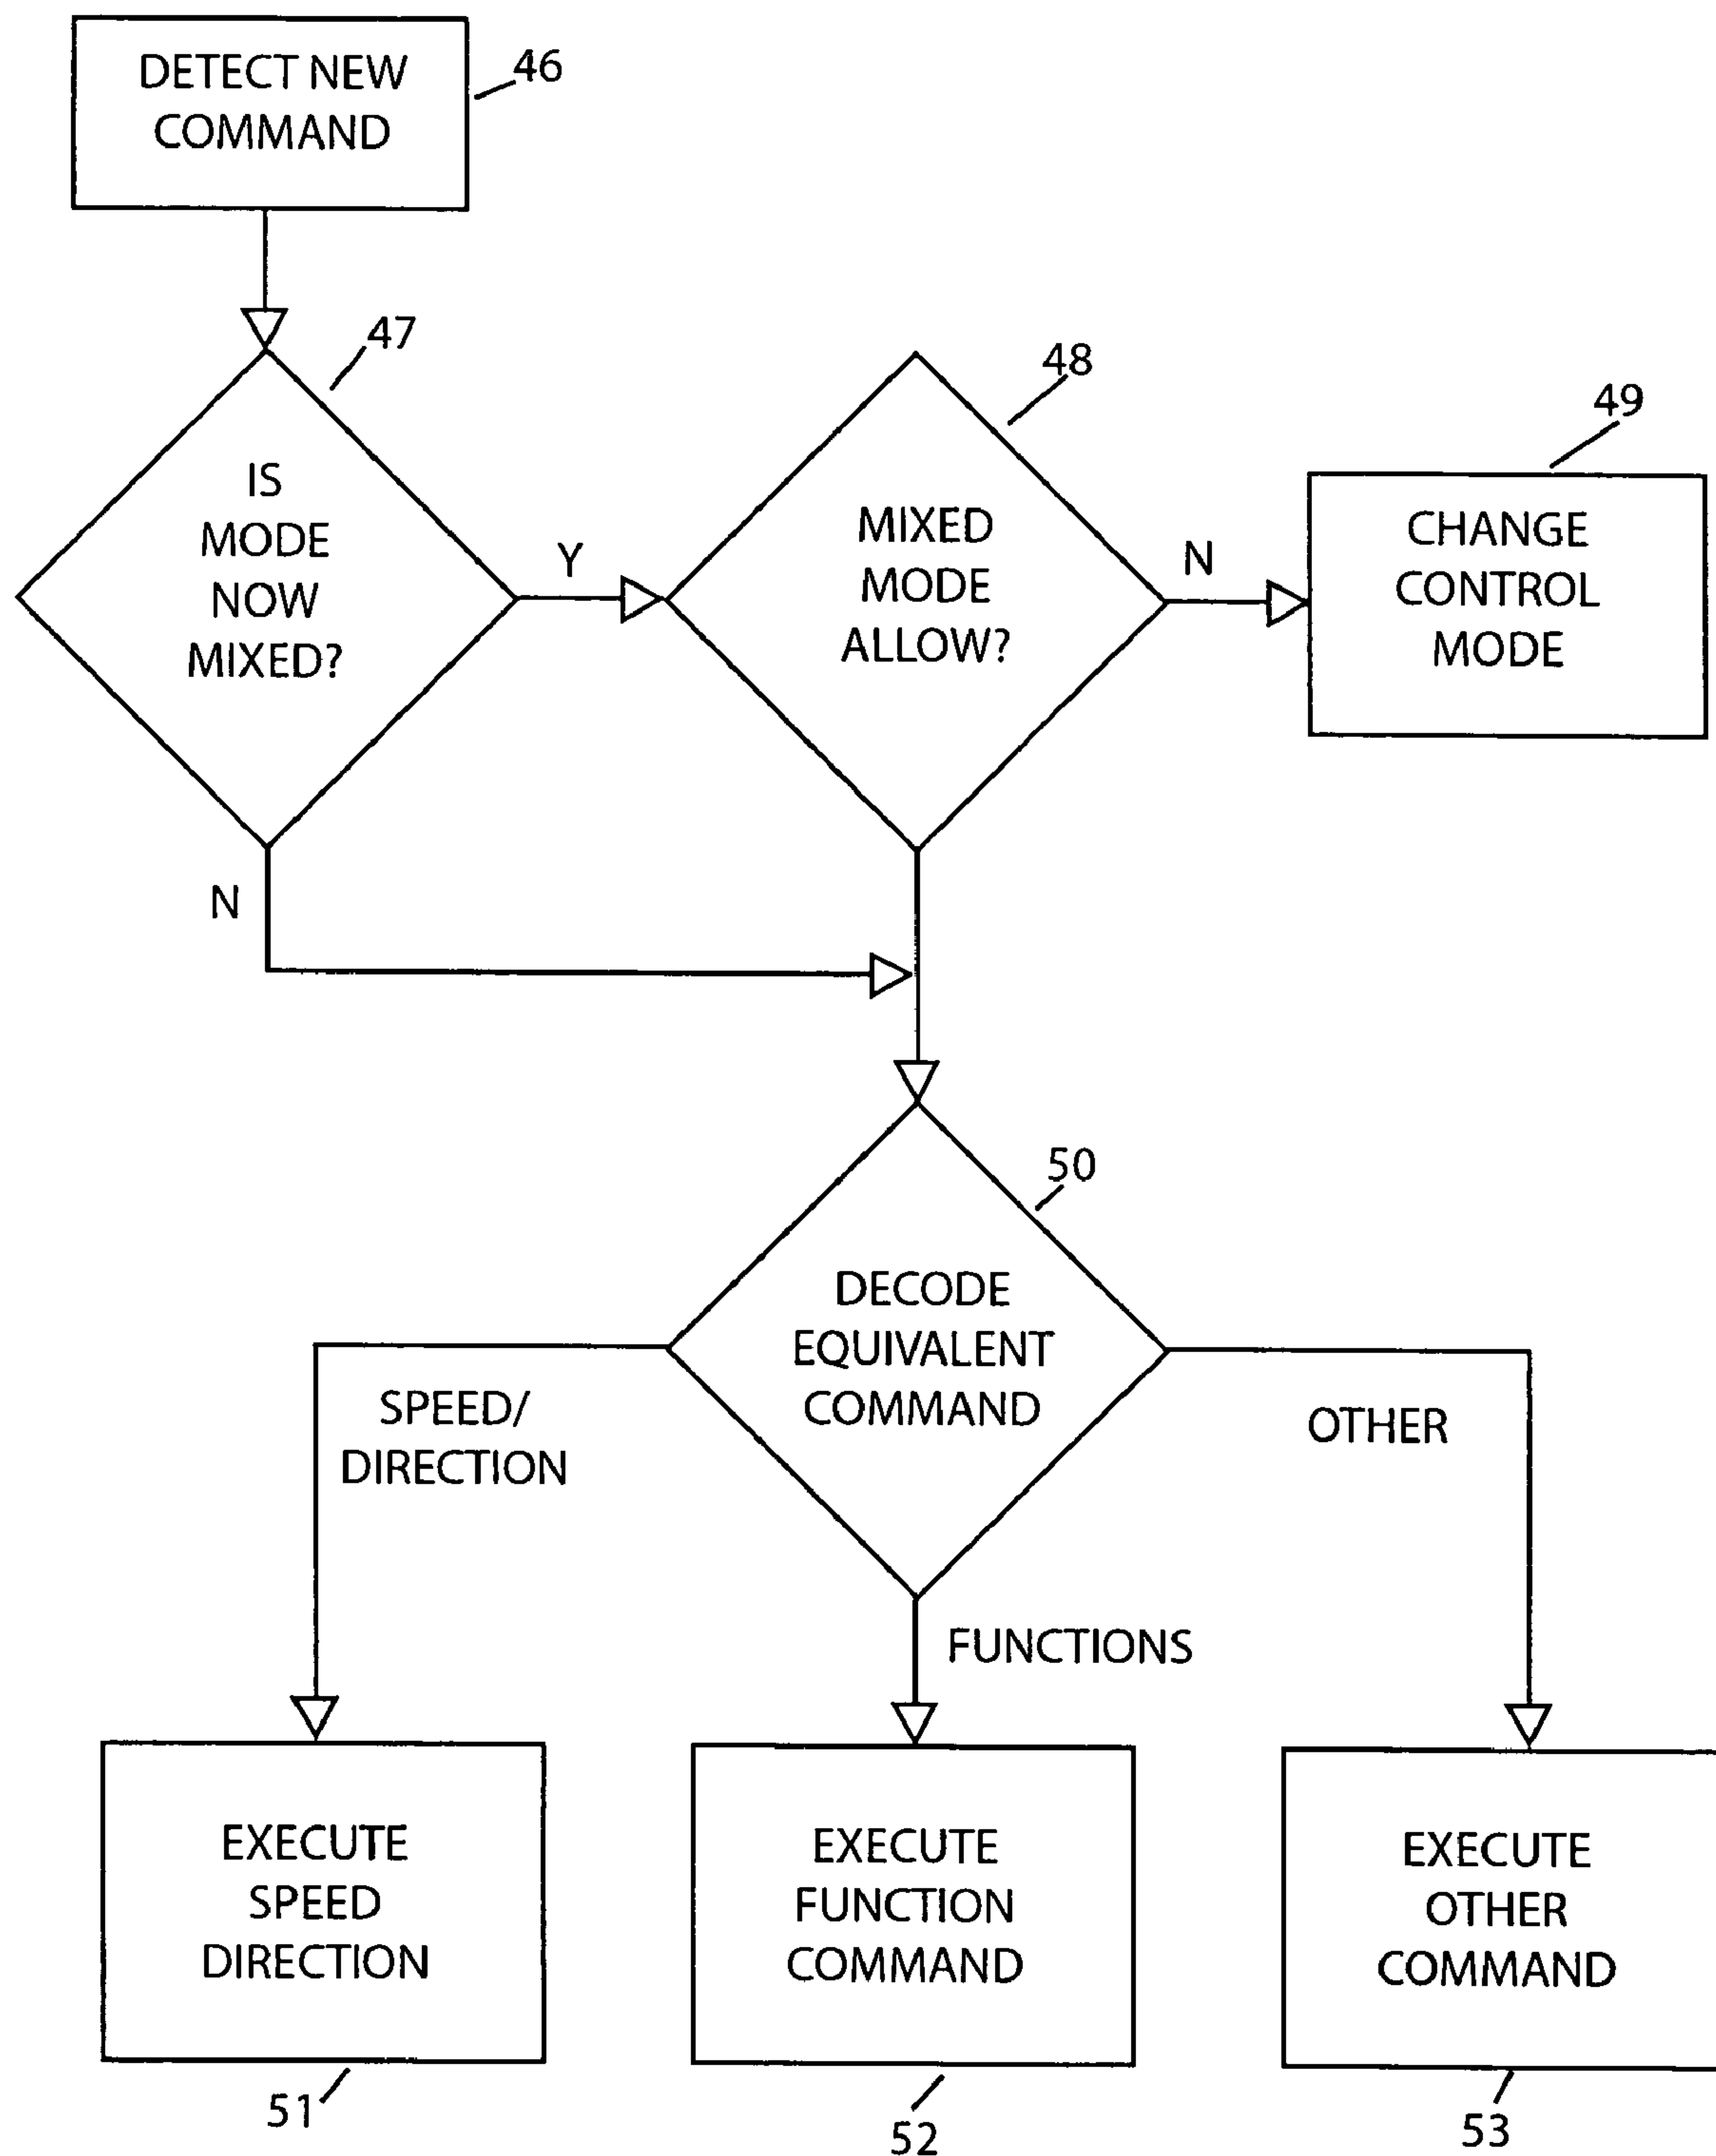 DETECT NEW
COMMAND
46
47
IS
MODE
NOW
MIXED?
Y
48
MIXED
MODE
ALLOW?
N
49
CHANGE
CONTROL
MODE
N
50
DECODE
EQUIVALENT
COMMAND
SPEED/
DIRECTION
OTHER
FUNCTIONS
EXECUTE
SPEED
DIRECTION
51
EXECUTE
FUNCTION
COMMAND
52
EXECUTE
OTHER
COMMAND
53